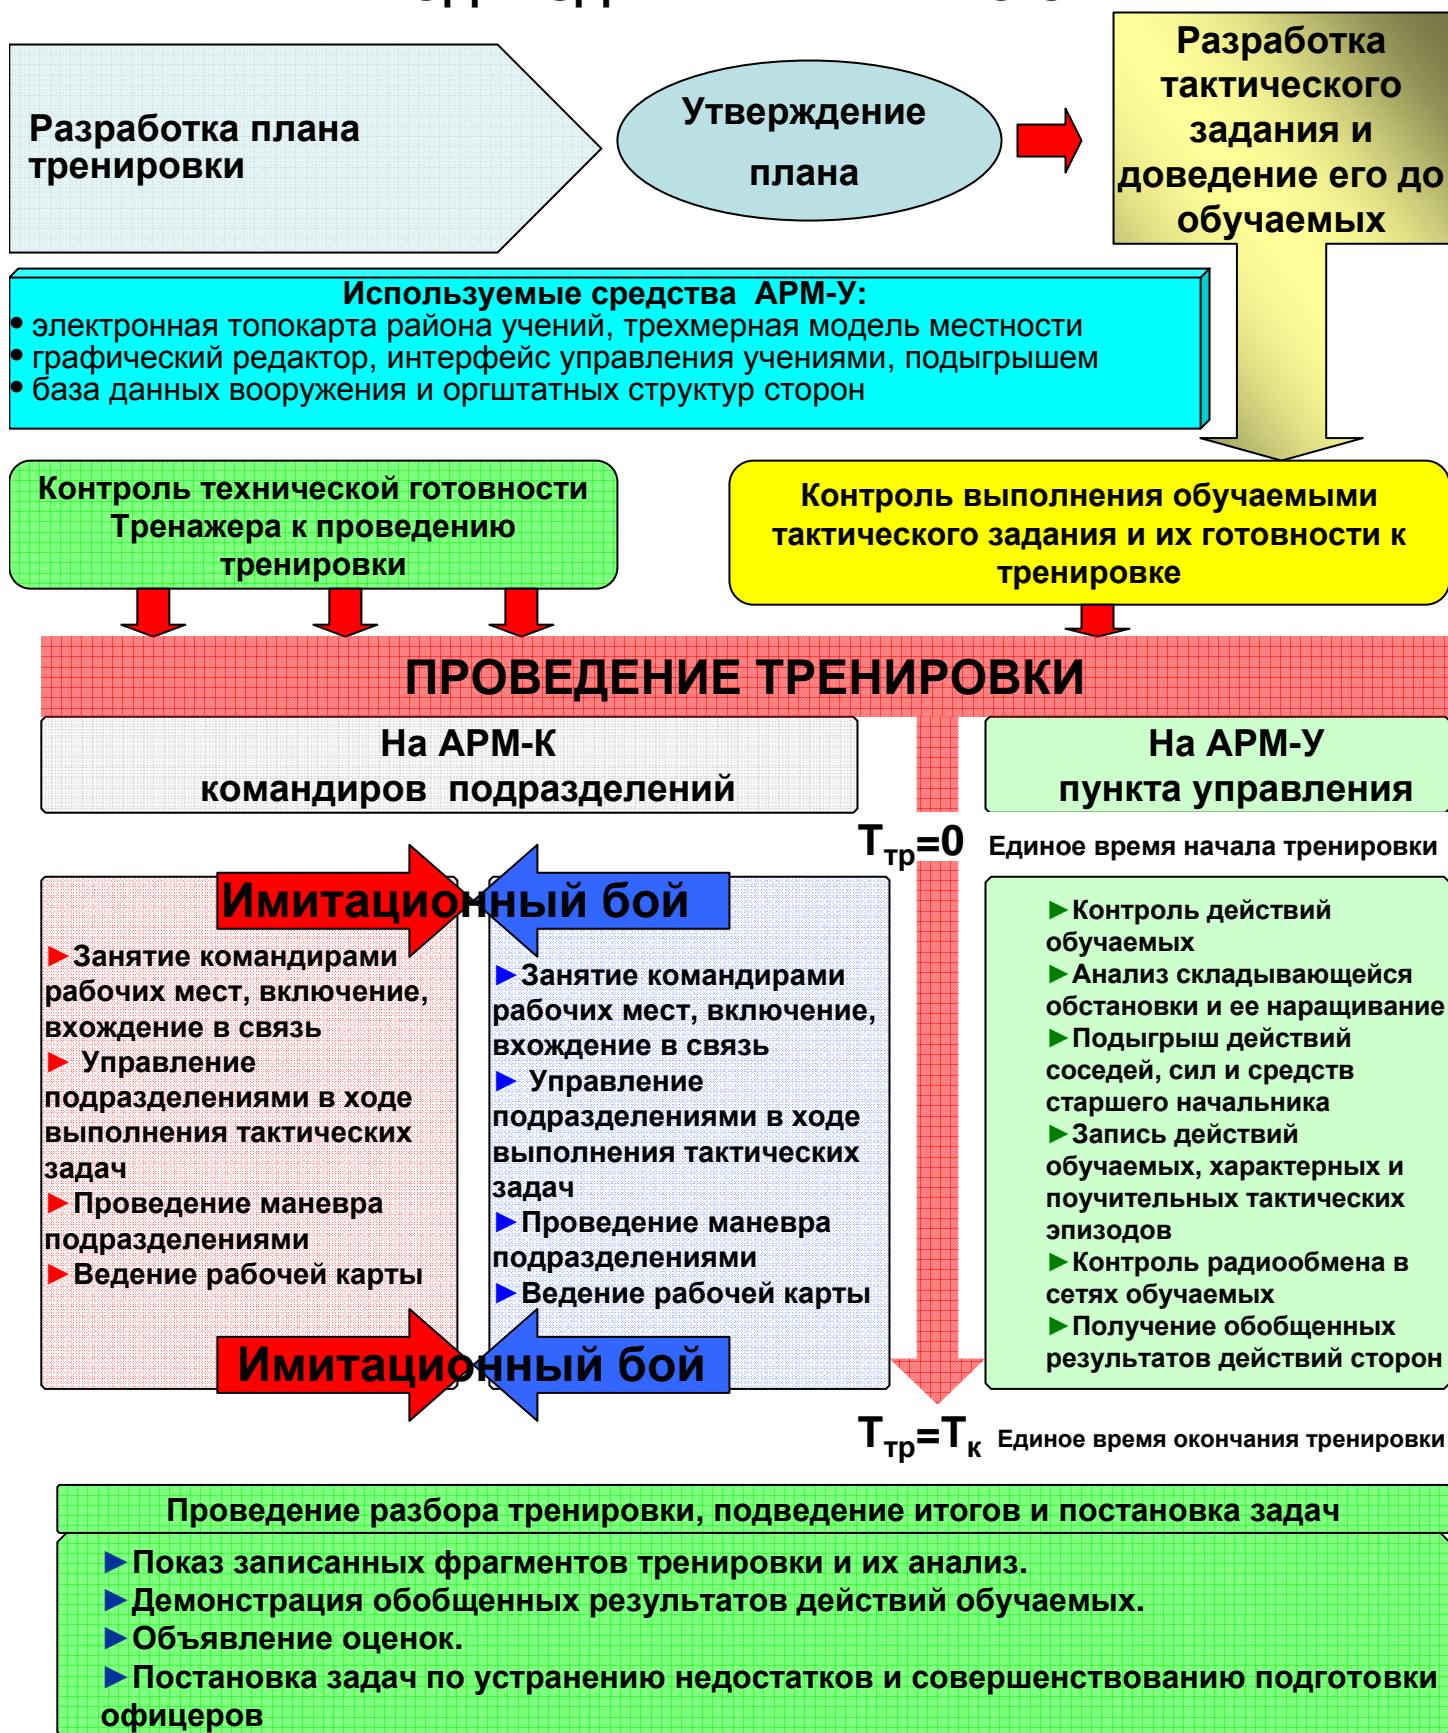 Разработка плана
тренировки
Утверждение
плана
Разработка
тактического
задания и
доведение его до
обучаемых
Используемые средства АРМ-У:
• электронная топокарта района учений, трехмерная модель местности
• графический редактор, интерфейс управления учениями, подыгрышем
• база данных вооружения и оргштатных структур сторон
Контроль технической готовности
Тренажера к проведению
тренировки
Контроль выполнения обучаемыми
тактического задания и их готовности к
тренировке
ПРОВЕДЕНИЕ ТРЕНИРОВКИ
На АРМ-К
командиров подразделений
На АРМ-У
пункта управления
Tтр=0 Единое время начала тренировки
Имитационный бой
►Занятие командирами
рабочих мест, включение,
вхождение в связь
► Управление
подразделениями в ходе
выполнения тактических
задач
►Проведение маневра
подразделениями
►Ведение рабочей карты
►Занятие командирами
рабочих мест, включение,
вхождение в связь
► Управление
подразделениями в ходе
выполнения тактических
задач
►Проведение маневра
подразделениями
►Ведение рабочей карты
Имитационный бой
►Контроль действий
обучаемых
►Анализ складывающейся
обстановки и ее наращивание
►Подыгрыш действий
соседей, сил и средств
старшего начальника
►Запись действий
обучаемых, характерных и
поучительных тактических
эпизодов
►Контроль радиообмена в
сетях обучаемых
►Получение обобщенных
результатов действий сторон
Tтр=Tк Единое время окончания тренировки
Проведение разбора тренировки, подведение итогов и постановка задач
►Показ записанных фрагментов тренировки и их анализ.
►Демонстрация обобщенных результатов действий обучаемых.
►Объявление оценок.
►Постановка задач по устранению недостатков и совершенствованию подготовки
офицеров